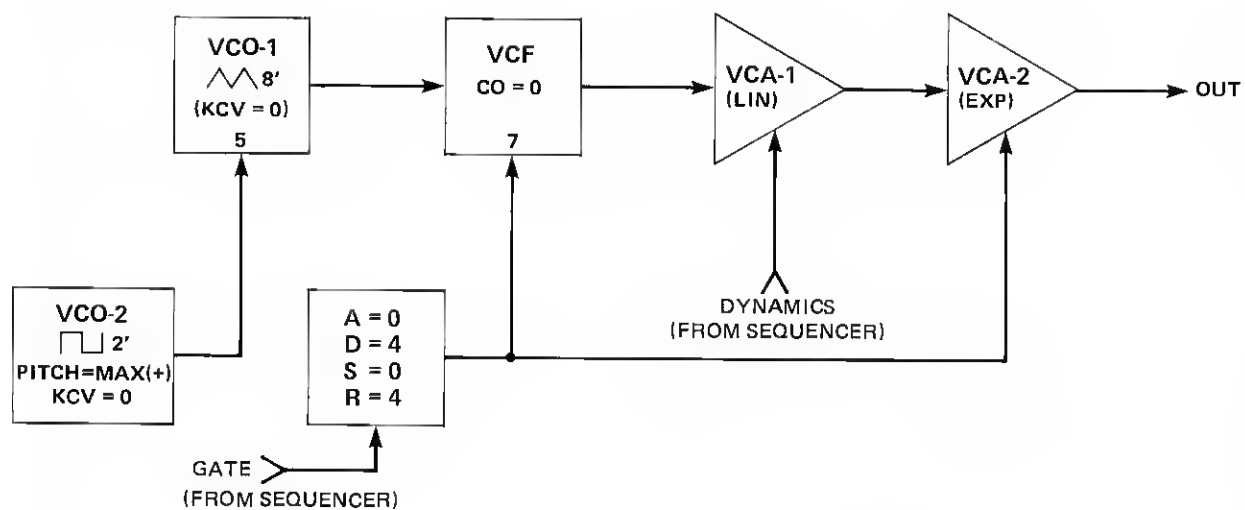 VCO-1
8'
(KCV = 0)
5
VCF
CO = 0
7
VCA-1
(LIN)
VCA-2
(EXP)
OUT
VCO-2
2'
PITCH=MAX(+)
KCV = 0
A = 0
D = 4
S = 0
R = 4
DYNAMICS
(FROM SEQUENCER)
GATE
(FROM SEQUENCER)